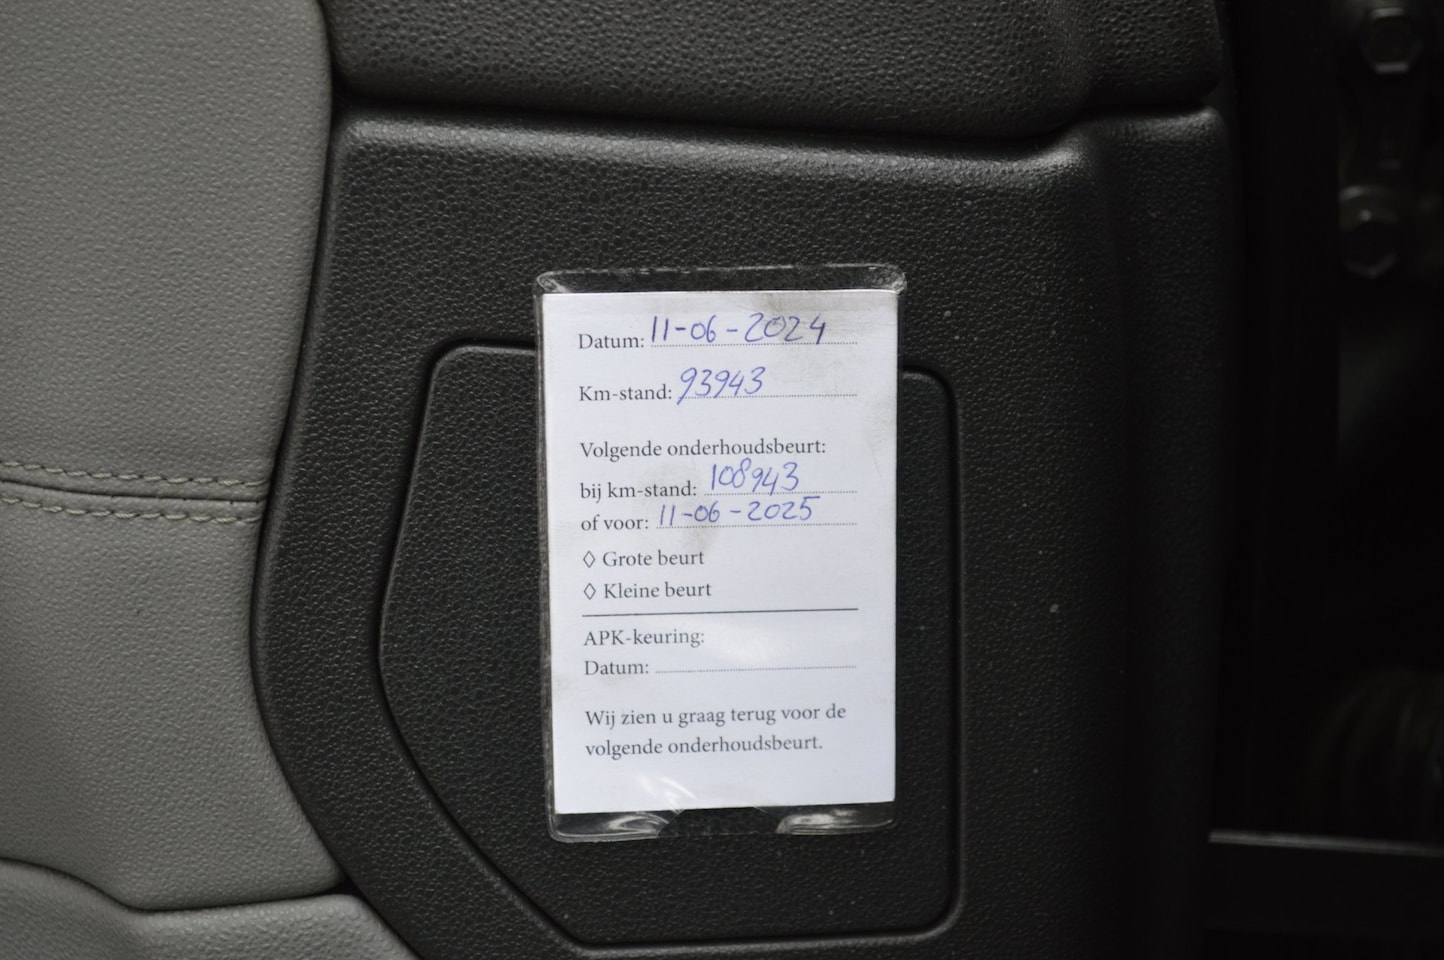 Datum: 11-06-2024
Km-stand: 93943
Volgende onderhoudsbeurt:
bij km-stand: 108943
of voor: 11-06-2025
◊ Grote beurt
◊ Kleine beurt
APK-keuring:
Datum:
Wij zien u graag terug voor de
volgende onderhoudsbeurt.